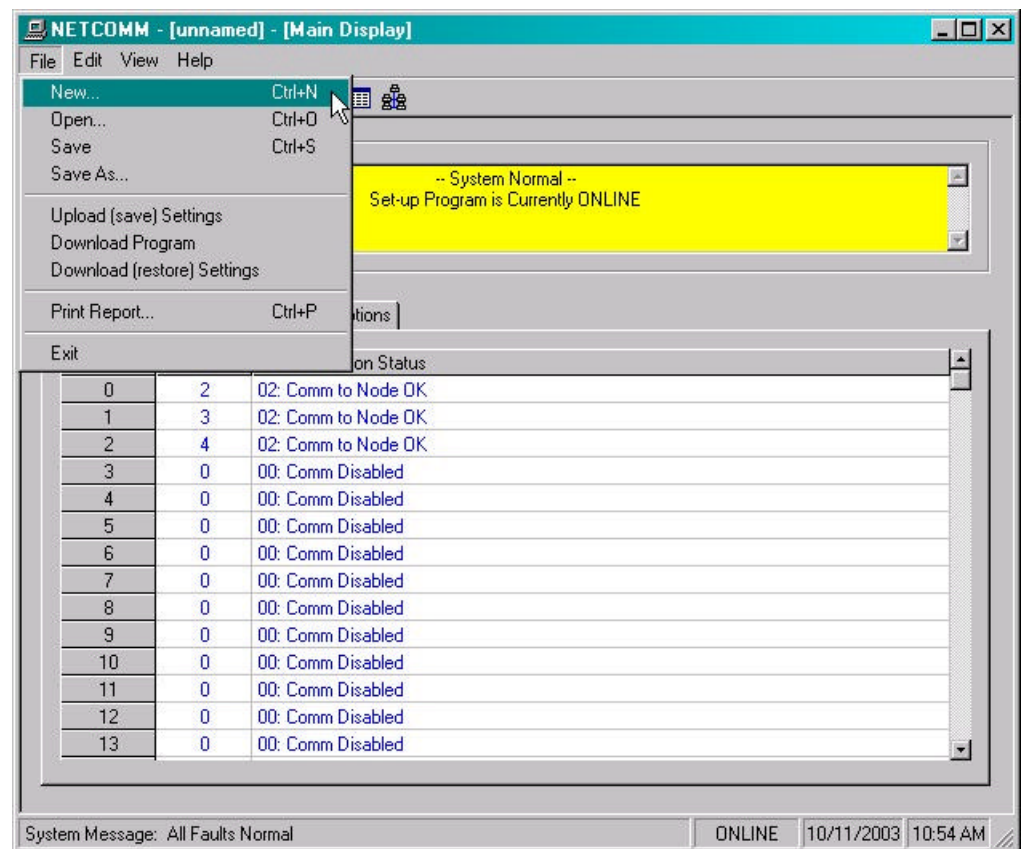 NETCOMM - [unnamed] - [Main Display]
File Edit View Help
New... Ctrl+N
Open... Ctrl+O
Save Ctrl+S
Save As...
Upload (save) Settings
Download Program
Download (restore) Settings
Print Report... Ctrl+P
Exit
-- System Normal --
Set-up Program is Currently ONLINE
Status
0 2 02: Comm to Node OK
1 3 02: Comm to Node OK
2 4 02: Comm to Node OK
3 0 00: Comm Disabled
4 0 00: Comm Disabled
5 0 00: Comm Disabled
6 0 00: Comm Disabled
7 0 00: Comm Disabled
8 0 00: Comm Disabled
9 0 00: Comm Disabled
10 0 00: Comm Disabled
11 0 00: Comm Disabled
12 0 00: Comm Disabled
13 0 00: Comm Disabled
System Message: All Faults Normal ONLINE 10/11/2003 10:54 AM